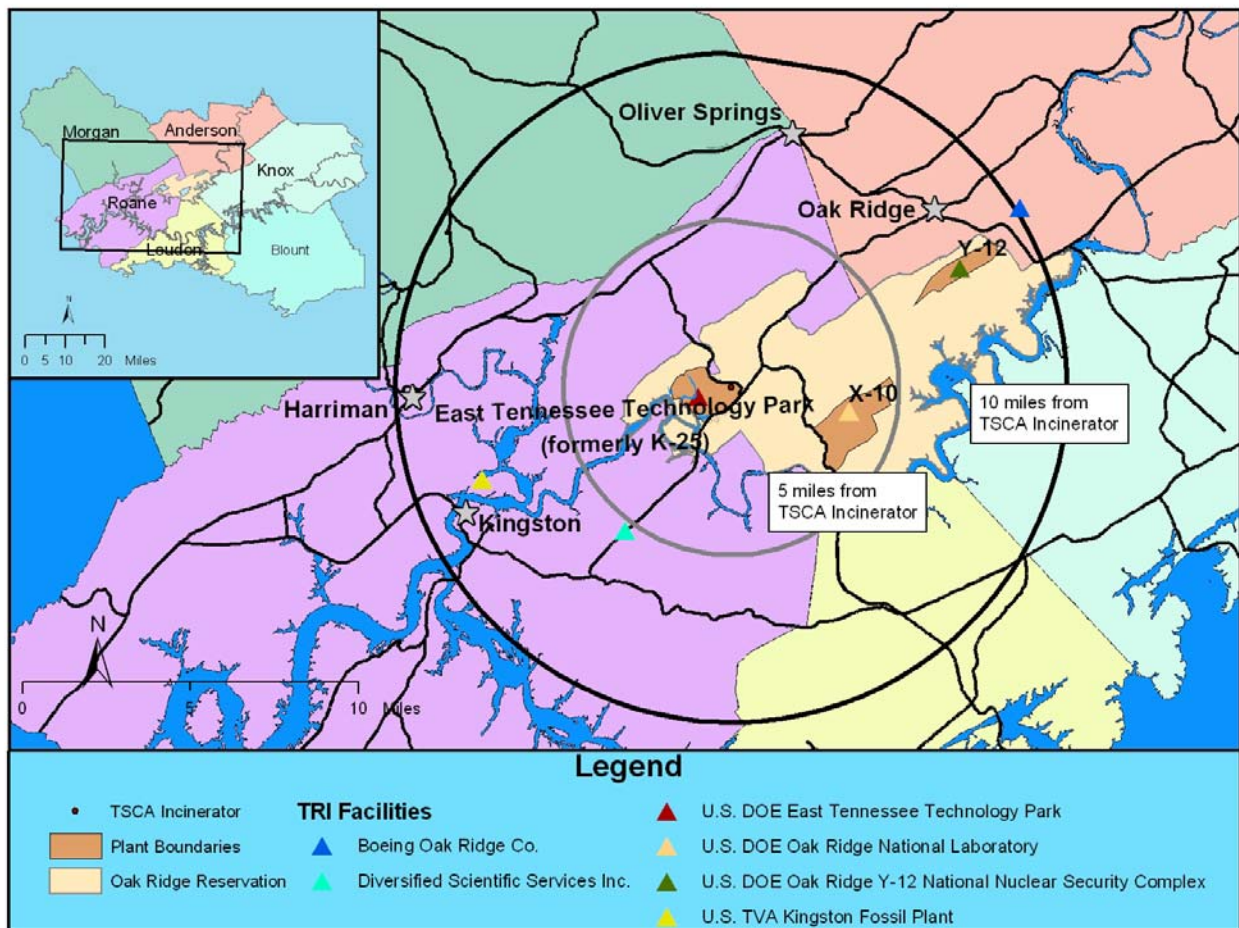 Morgan
Anderson
Knox
Roane
Loudon
Blount
N
0 5 10 20 Miles
Oliver Springs
Oak Ridge
Y-12
Harriman
X-10
East Tennessee Technology Park
(formerly K-25)
10 miles from
TSCA Incinerator
5 miles from
TSCA Incinerator
Kingston
N
0 5 10 Miles
Legend
TSCA Incinerator
Plant Boundaries
Oak Ridge Reservation
TRI Facilities
Boeing Oak Ridge Co.
Diversified Scientific Services Inc.
U.S. DOE East Tennessee Technology Park
U.S. DOE Oak Ridge National Laboratory
U.S. DOE Oak Ridge Y-12 National Nuclear Security Complex
U.S. TVA Kingston Fossil Plant